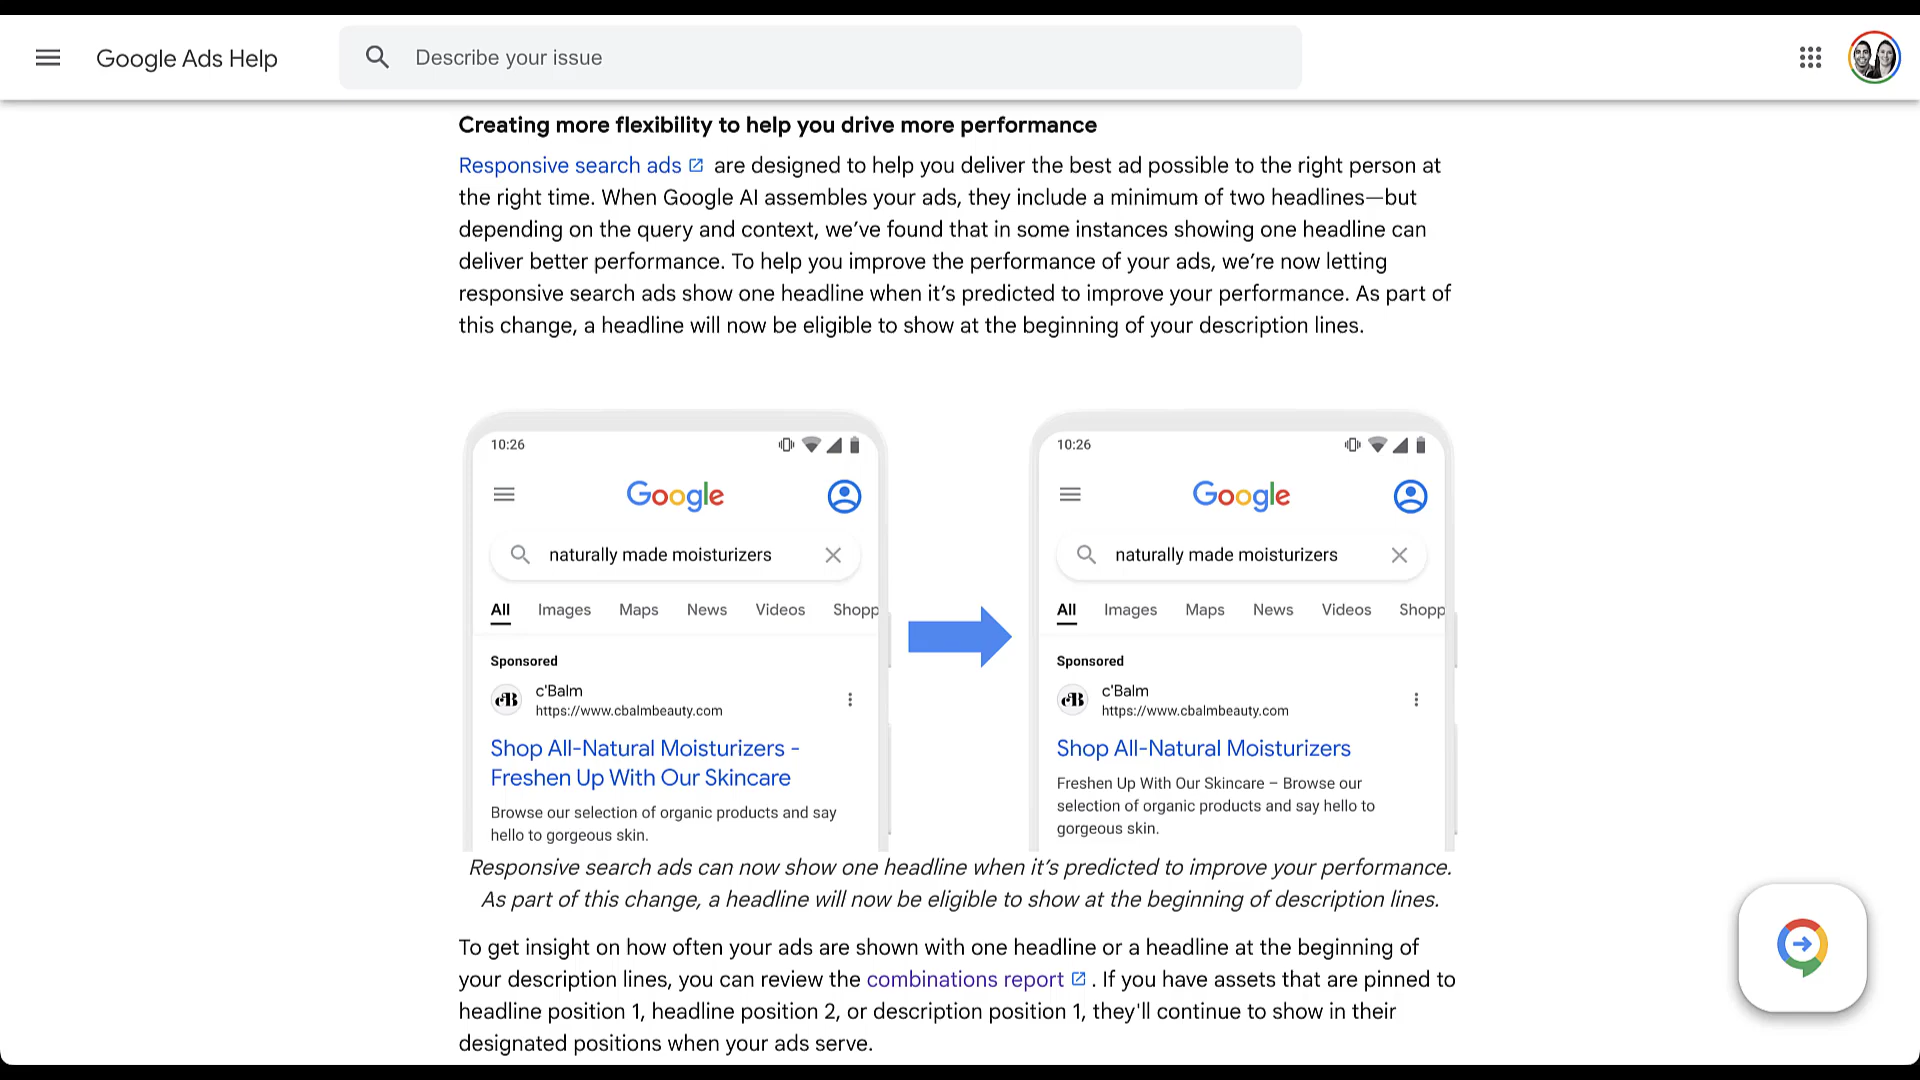 Google Ads Help
Describe your issue
Creating more flexibility to help you drive more performance
Responsive search ads are designed to help you deliver the best ad possible to the right person at
the right time. When Google AI assembles your ads, they include a minimum of two headlines—but
depending on the query and context, we’ve found that in some instances showing one headline can
deliver better performance. To help you improve the performance of your ads, we’re now letting
responsive search ads show one headline when it’s predicted to improve your performance. As part of
this change, a headline will now be eligible to show at the beginning of your description lines.
10:26
Google
naturally made moisturizers
All Images Maps News Videos Shopp
Sponsored
cB
c'Balm
https://www.cbalmbeauty.com
Shop All-Natural Moisturizers -
Freshen Up With Our Skincare
Browse our selection of organic products and say
hello to gorgeous skin.
10:26
Google
naturally made moisturizers
All Images Maps News Videos Shopp
Sponsored
cB
c'Balm
https://www.cbalmbeauty.com
Shop All-Natural Moisturizers
Freshen Up With Our Skincare – Browse our
selection of organic products and say hello to
gorgeous skin.
Responsive search ads can now show one headline when it’s predicted to improve your performance.
As part of this change, a headline will now be eligible to show at the beginning of description lines.
To get insight on how often your ads are shown with one headline or a headline at the beginning of
your description lines, you can review the combinations report . If you have assets that are pinned to
headline position 1, headline position 2, or description position 1, they'll continue to show in their
designated positions when your ads serve.